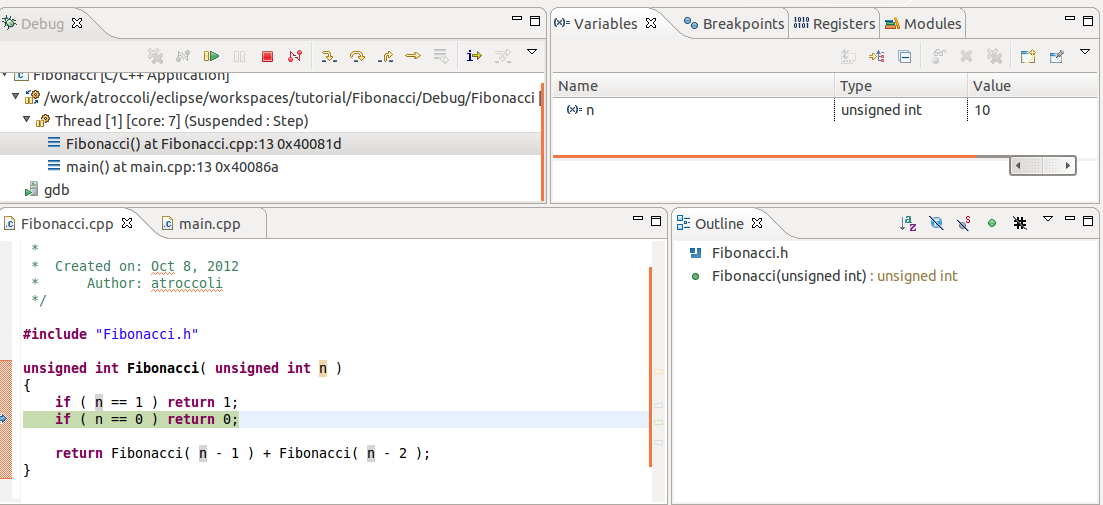 Debug
Fibonacci [C/C++ Application]
/work/atroccoli/eclipse/workspaces/tutorial/Fibonacci/Debug/Fibonacci [
Thread [1] [core: 7] (Suspended : Step)
Fibonacci() at Fibonacci.cpp:13 0x40081d
main() at main.cpp:13 0x40086a
gdb
(x)= Variables Breakpoints 1010 0101 Registers Modules
Name Type Value
(x)= n unsigned int 10
Fibonacci.cpp main.cpp
*
* Created on: Oct 8, 2012
* Author: atroccoli
*/
#include "Fibonacci.h"
unsigned int Fibonacci( unsigned int n )
{
if ( n == 1 ) return 1;
if ( n == 0 ) return 0;
return Fibonacci( n - 1 ) + Fibonacci( n - 2 );
}
Outline
Fibonacci.h
Fibonacci(unsigned int) : unsigned int